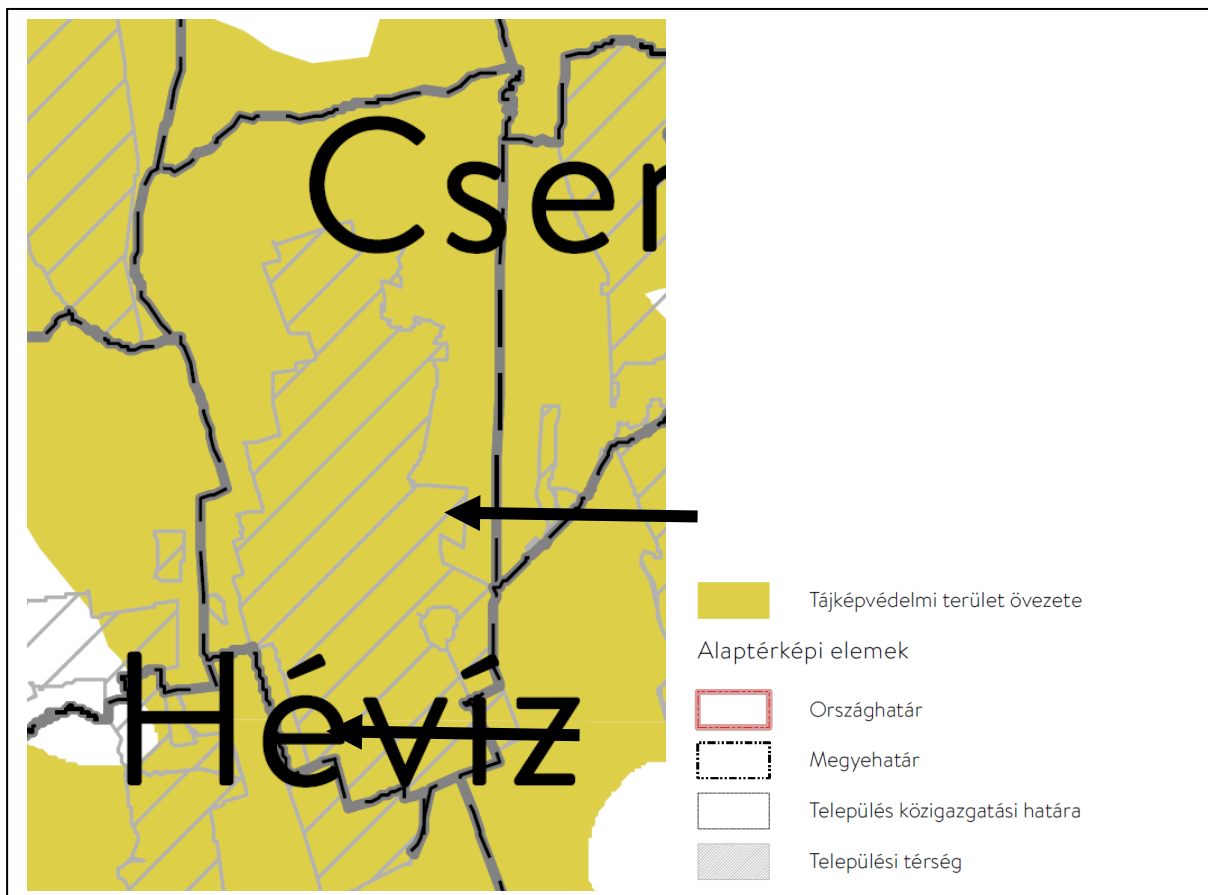 Cser
Hévíz
Tájképvédelmi terület övezete
Alaptérképi elemek
Országhatár
Megyehatár
Település közigazgatási határa
Települési térség